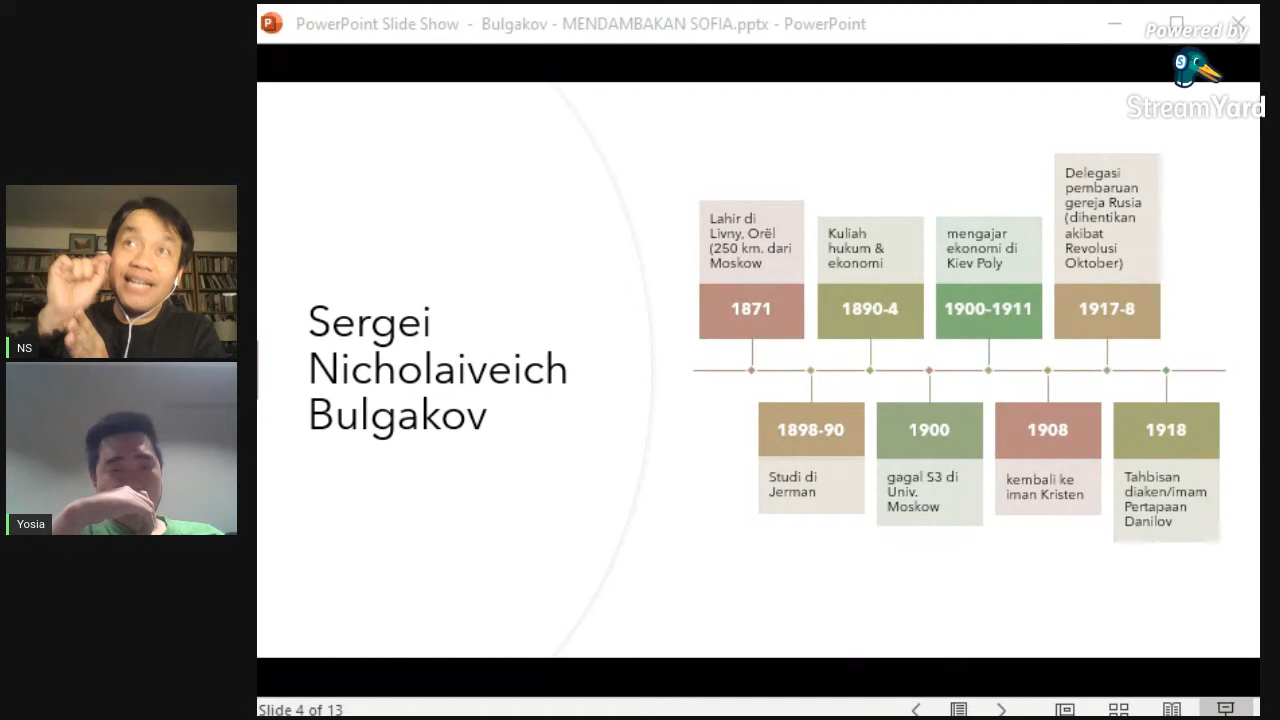 PowerPoint Slide Show - Bulgakov - MENDAMBAKAN SOFIA.pptx - PowerPoint
Powered by
StreamYard
NS
Yosia
Sergei
Nicholaiveich
Bulgakov
Lahir di
Livny, Orël
(250 km. dari
Moskow
1871
1898-90
Studi di
Jerman
Kuliah
hukum &
ekonomi
1890-4
1900
gagal S3 di
Univ.
Moskow
mengajar
ekonomi di
Kiev Poly
1900-1911
1908
kembali ke
iman Kristen
Delegasi
pembaruan
gereja Rusia
(dihentikan
akibat
Revolusi
Oktober)
1917-8
1918
Tahbisan
diaken/imam
Pertapaan
Danilov
Slide 4 of 13